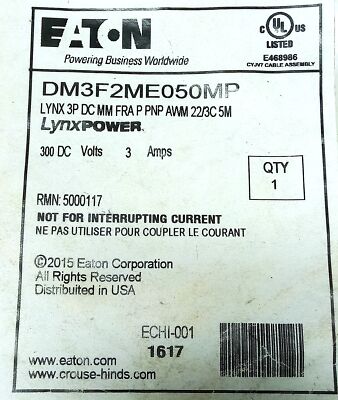 EATON
Powering Business Worldwide
C UL US
LISTED
E468986
CYJV7 CABLE ASSEMBLY
DM3F2ME050MP
LYNX 3P DC MM FRA P PNP AWM 22/3C 5M
LynxPOWER.
300 DC Volts 3 Amps
QTY
1
RMN: 5000117
NOT FOR INTERRUPTING CURRENT
NE PAS UTILISER POUR COUPLER LE COURANT
©2015 Eaton Corporation
All Rights Reserved
Distribuited in USA
ECHI-001
1617
www.eaton.com
www.crouse-hinds.com